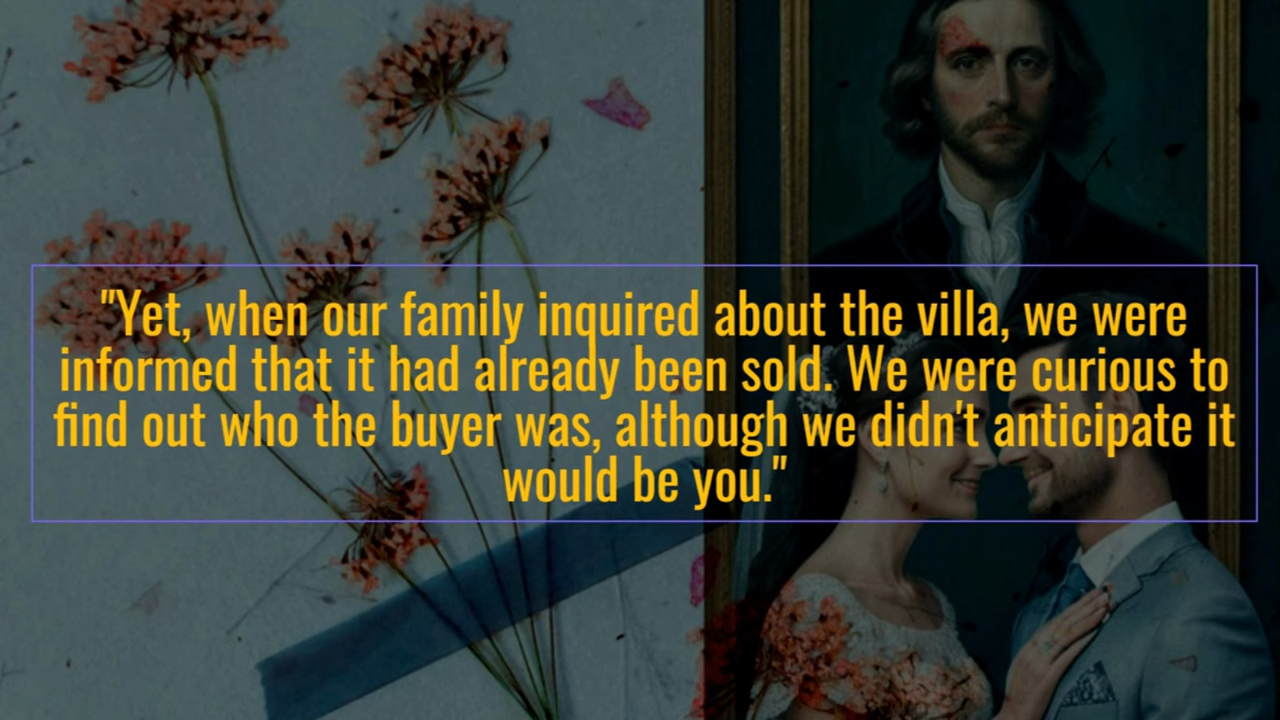 "Yet, when our family inquired about the villa, we were
informed that it had already been sold. We were curious to
find out who the buyer was, although we didn't anticipate it
would be you."